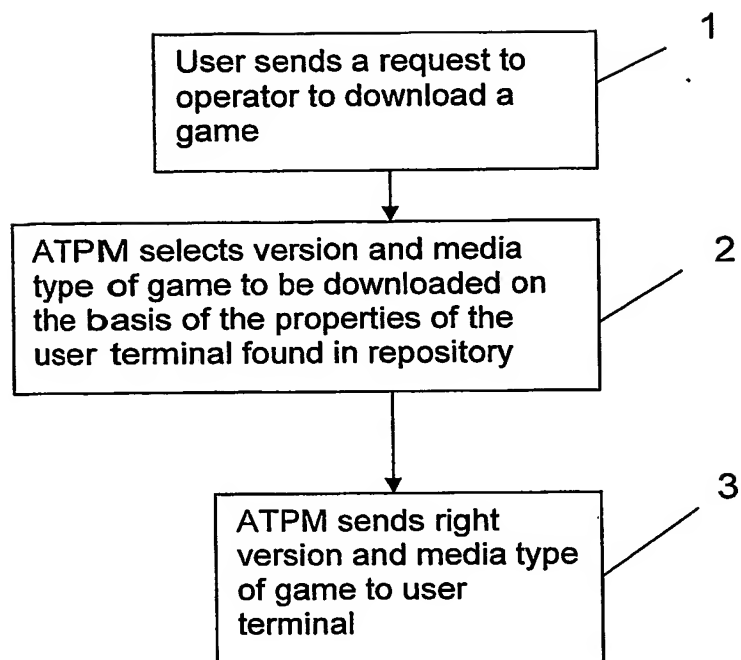 1
User sends a request to
operator to download a
game
2
ATPM selects version and media
type of game to be downloaded on
the basis of the properties of the
user terminal found in repository
3
ATPM sends right
version and media type
of game to user
terminal